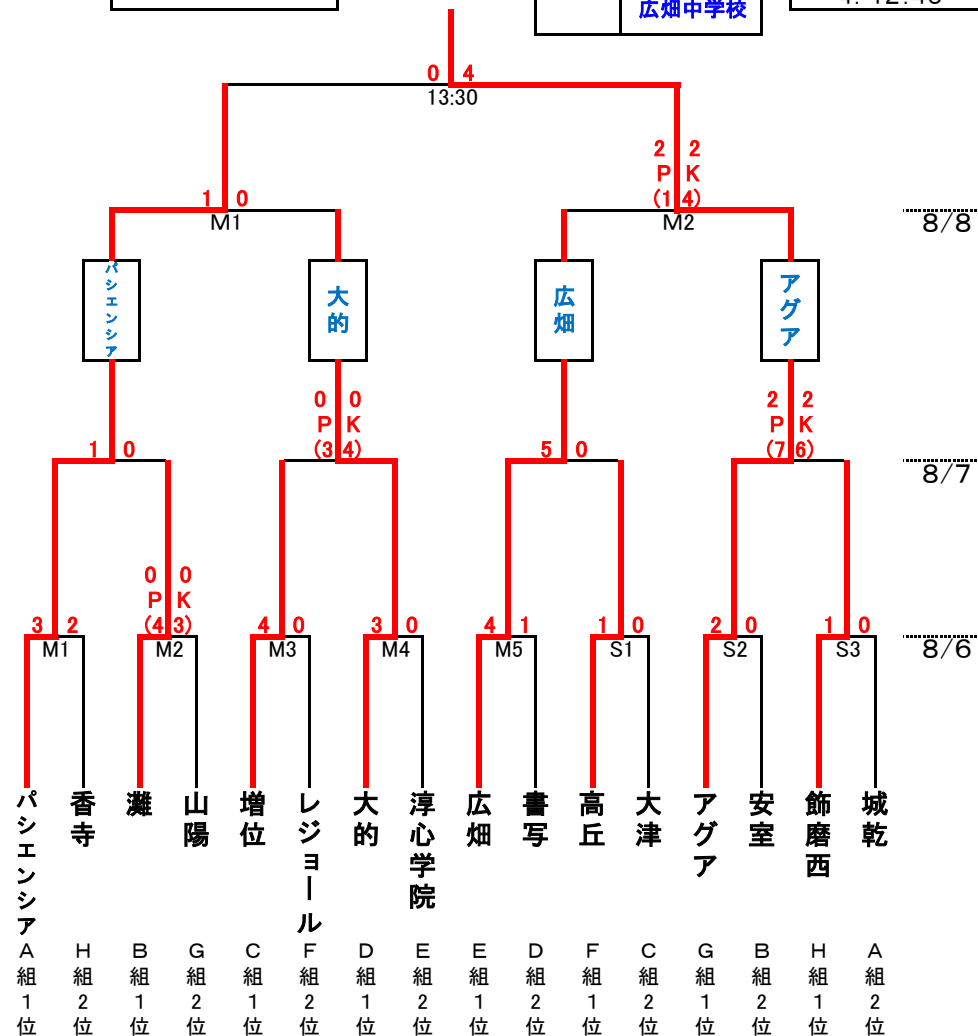 広畑中学校
0 4
13:30
2 2
P K
(1 4)
1 0
M1
M2
8/8
パシエンシア
大的
広畑
アグア
0 0
P K
(3 4)
2 2
P K
(7 6)
1 0
5 0
8/7
0 0
P K
(4 3)
3 2
4 0
3 0
4 1
1 0
2 0
1 0
M1
M2
M3
M4
M5
S1
S2
S3
8/6
パシエンシア
香寺
灘
山陽
増位
レジョール
大的
淳心学院
広畑
書写
高丘
大津
アグア
安室
飾磨西
城乾
A組1位
H組2位
B組1位
G組2位
C組1位
F組2位
D組1位
E組2位
E組1位
D組2位
F組1位
C組2位
G組1位
B組2位
H組1位
A組2位